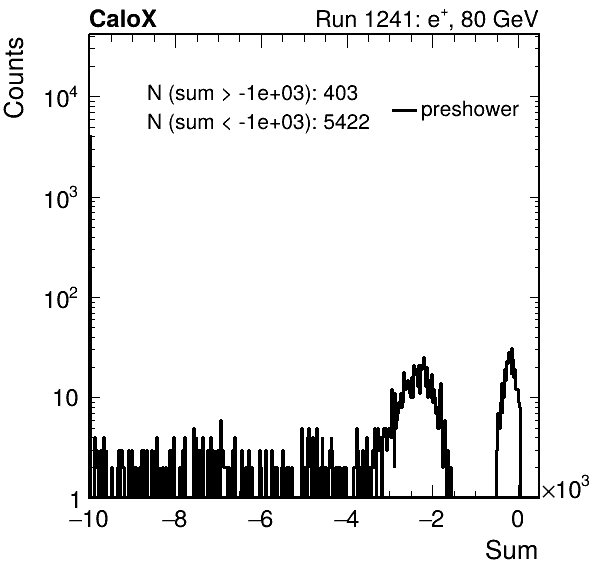 CaloX Run 1241: e⁺, 80 GeV
Counts
N (sum > -1e+03): 403
N (sum < -1e+03): 5422
preshower
10⁴
10³
10²
10
1
−10 −8 −6 −4 −2 0 ×10³
Sum